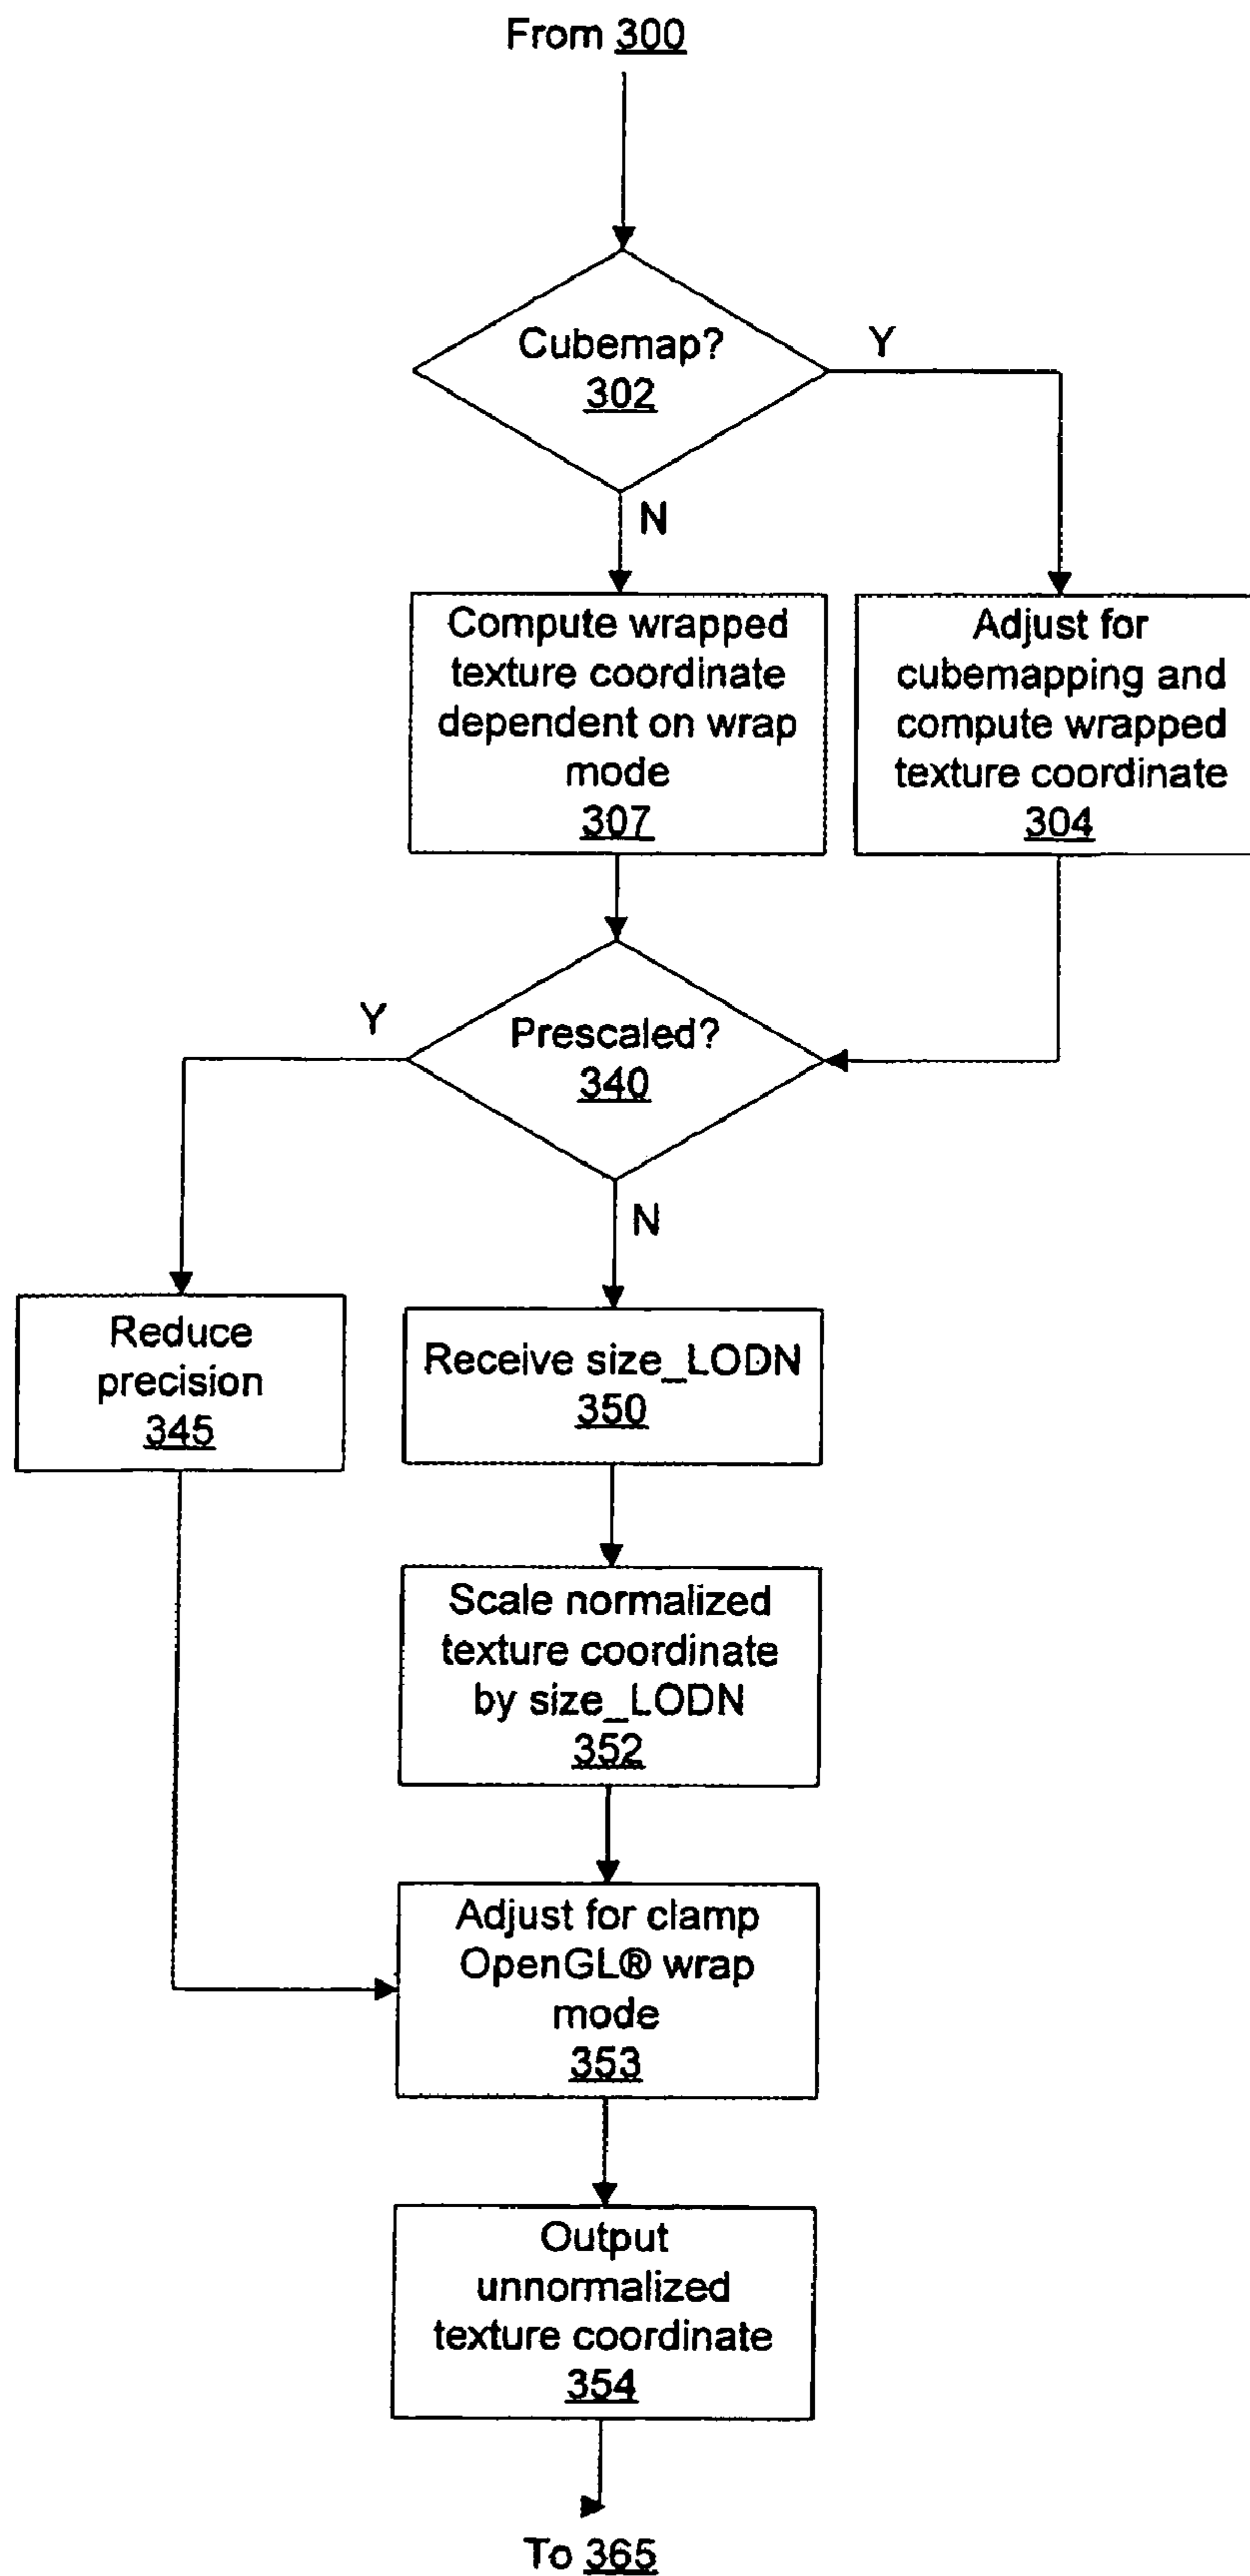 From 300
Cubemap?
302
Y
N
Compute wrapped
texture coordinate
dependent on wrap
mode
307
Adjust for
cubemapping and
compute wrapped
texture coordinate
304
Y
Prescaled?
340
N
Reduce
precision
345
Receive size_LODN
350
Scale normalized
texture coordinate
by size_LODN
352
Adjust for clamp
OpenGL® wrap
mode
353
Output
unnormalized
texture coordinate
354
To 365